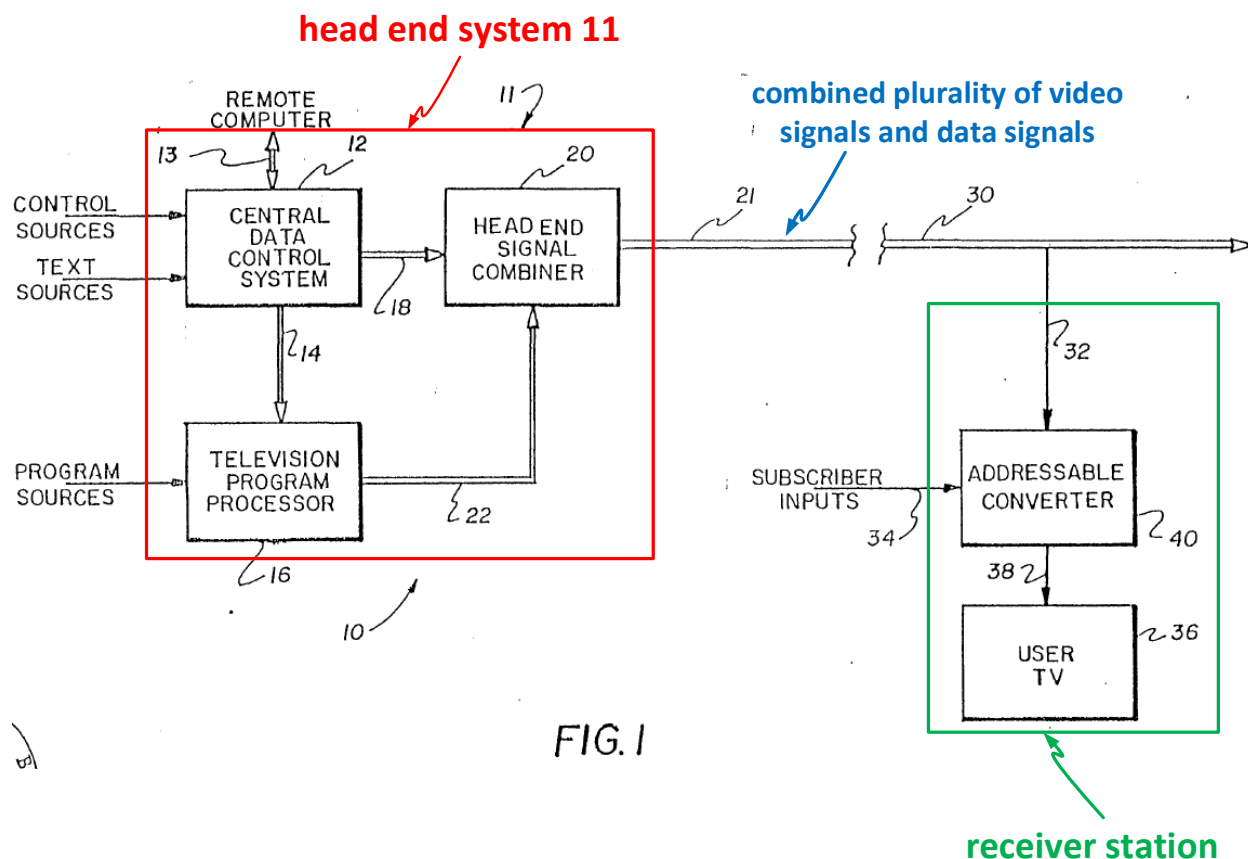 head end system 11
REMOTE
COMPUTER
11
combined plurality of video
signals and data signals
13
12
20
21
30
CONTROL
SOURCES
CENTRAL
DATA
CONTROL
SYSTEM
HEAD END
SIGNAL
COMBINER
TEXT
SOURCES
18
14
32
PROGRAM
SOURCES
TELEVISION
PROGRAM
PROCESSOR
22
SUBSCRIBER
INPUTS
34
ADDRESSABLE
CONVERTER
40
16
38
10
USER
TV
36
FIG. 1
B
receiver station